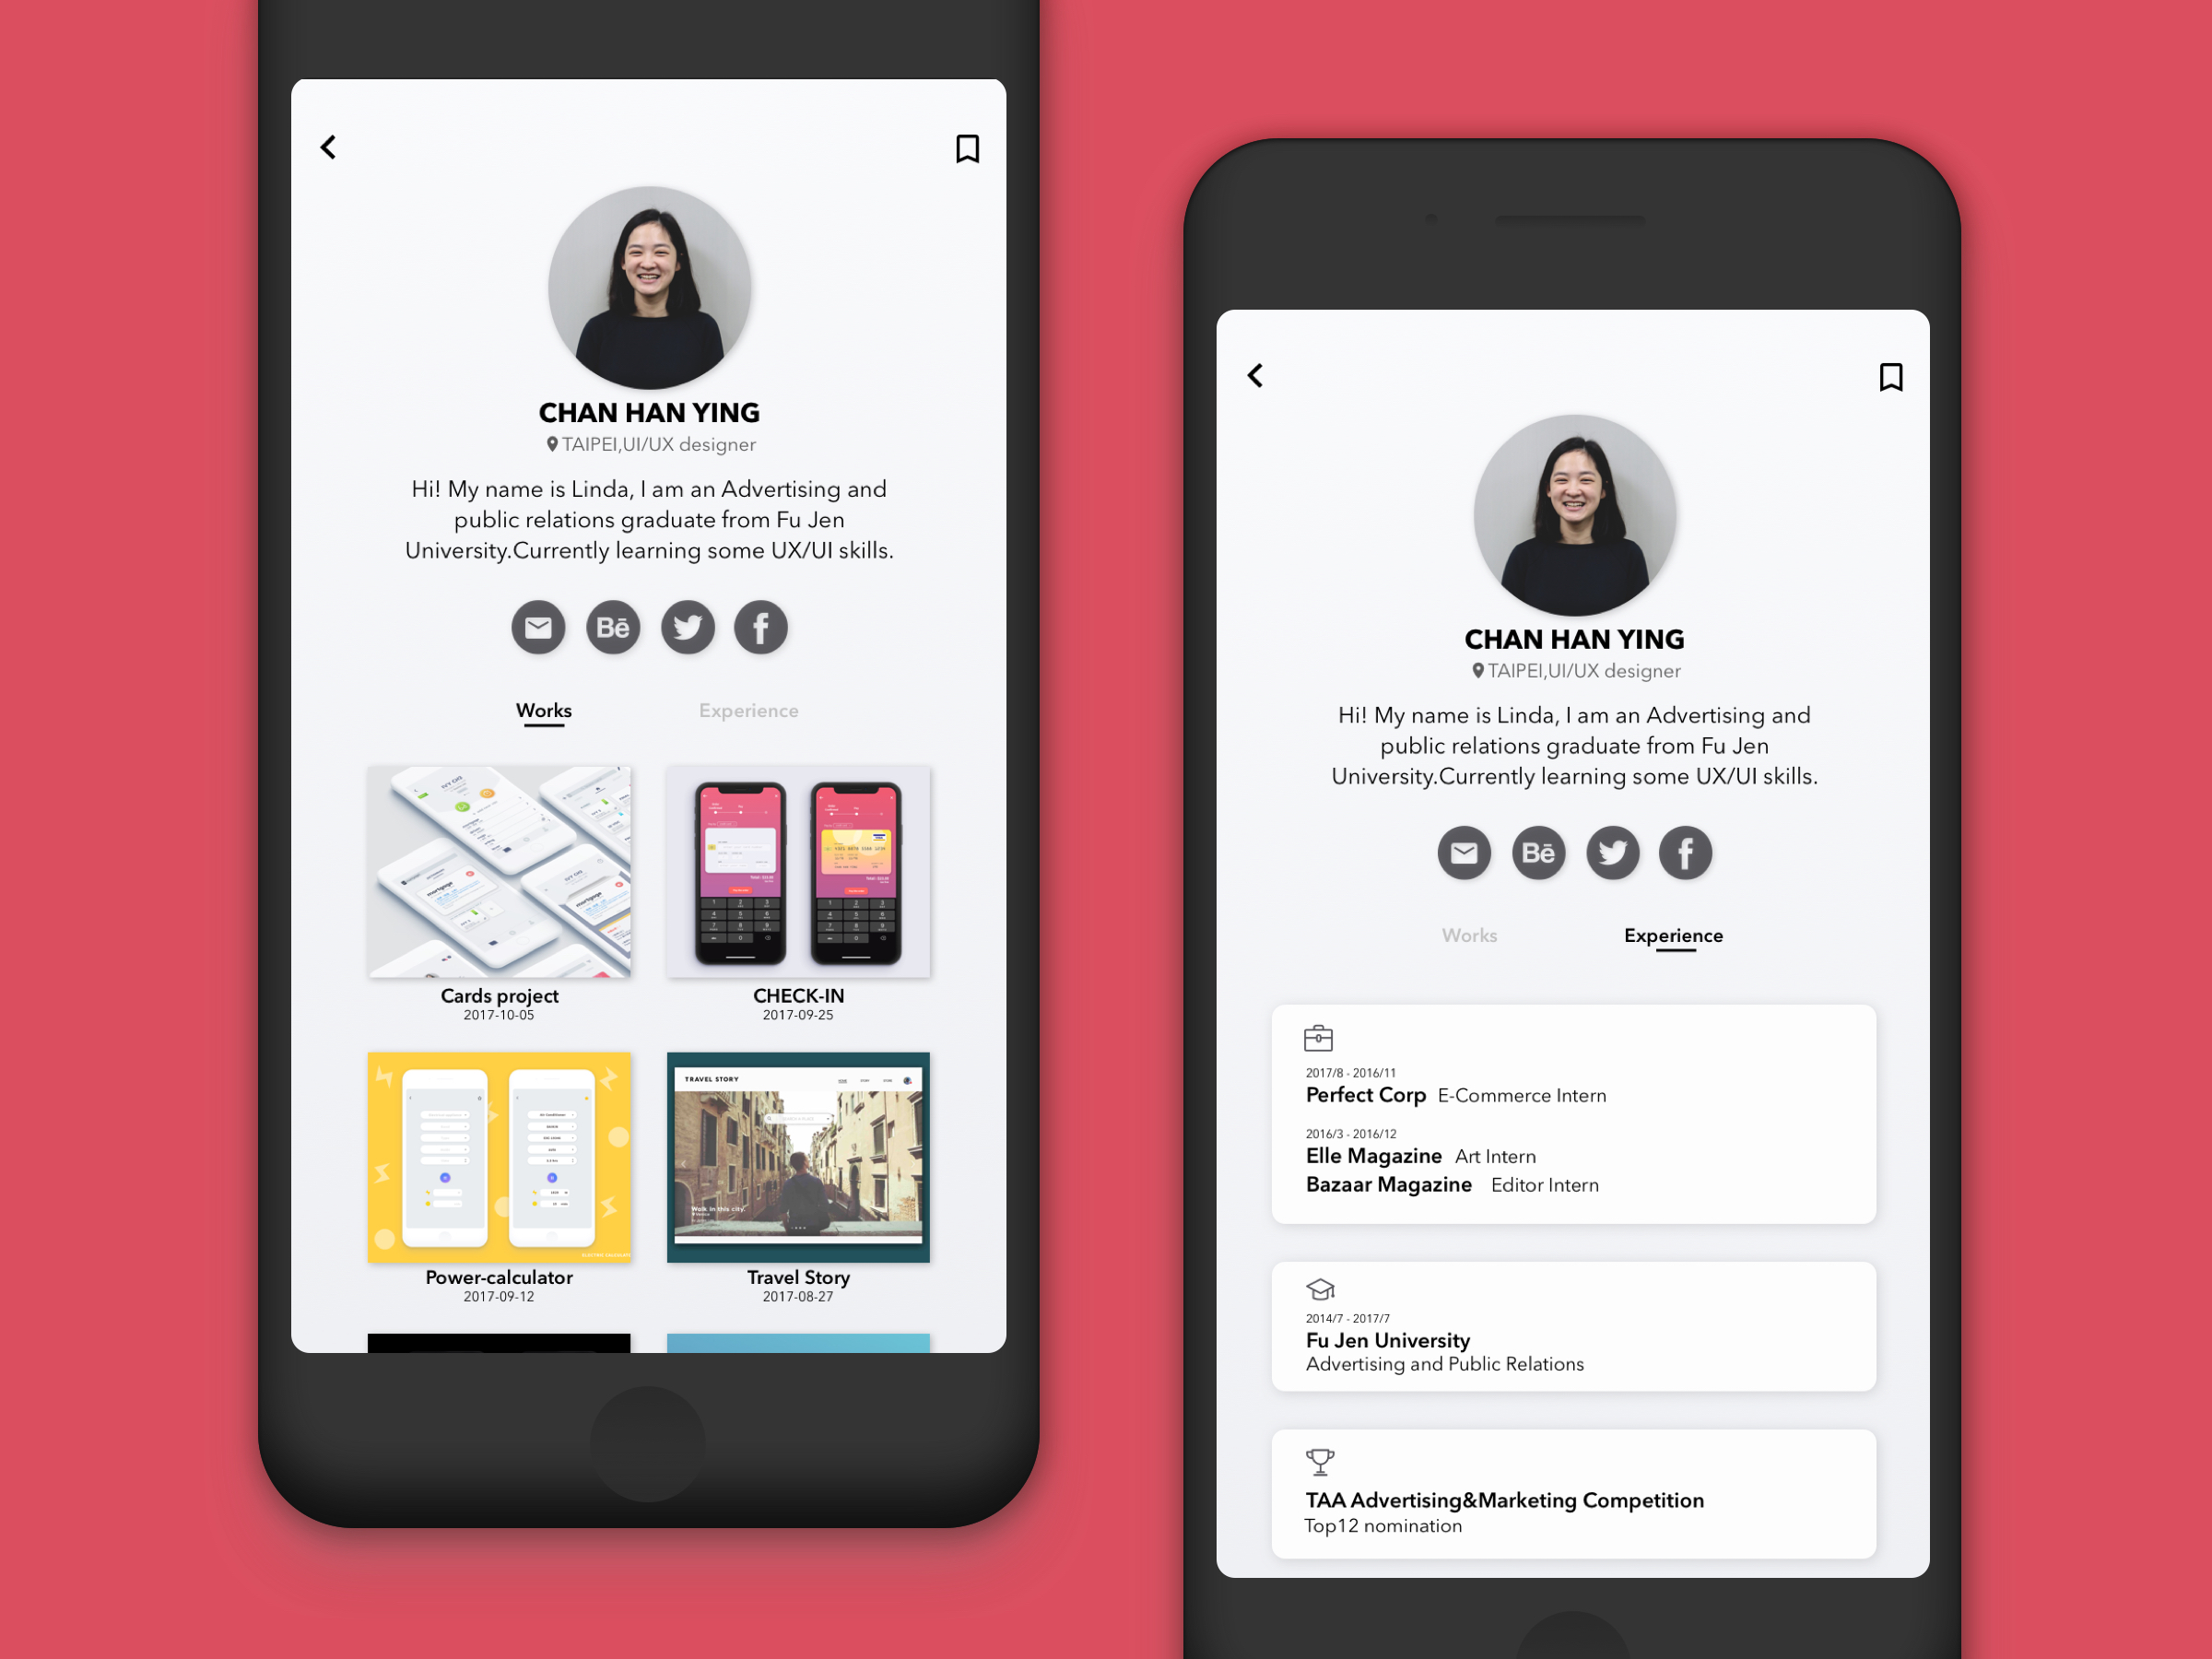 CHAN HAN YING
TAIPEI,UI/UX designer
Hi! My name is Linda, I am an Advertising and
public relations graduate from Fu Jen
University.Currently learning some UX/UI skills.
Bē
Works
Experience
Cards project
2017-10-05
CHECK-IN
2017-09-25
TRAVEL STORY
Walk in this city.
Power-calculator
2017-09-12
Travel Story
2017-08-27
CHAN HAN YING
TAIPEI,UI/UX designer
Hi! My name is Linda, I am an Advertising and
public relations graduate from Fu Jen
University.Currently learning some UX/UI skills.
Bē
Works
Experience
2017/8 - 2016/11
Perfect Corp E-Commerce Intern
2016/3 - 2016/12
Elle Magazine Art Intern
Bazaar Magazine Editor Intern
2014/7 - 2017/7
Fu Jen University
Advertising and Public Relations
TAA Advertising&Marketing Competition
Top12 nomination